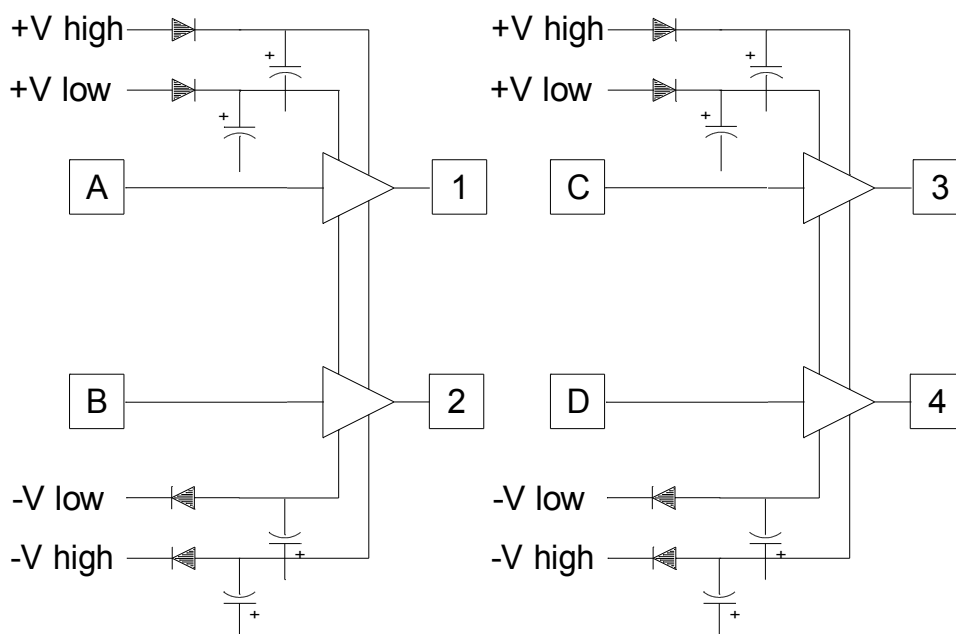 +V high
+
+V low
+
A
1
B
2
-V low
+
-V high
+
+V high
+
+V low
+
C
3
D
4
-V low
+
-V high
+